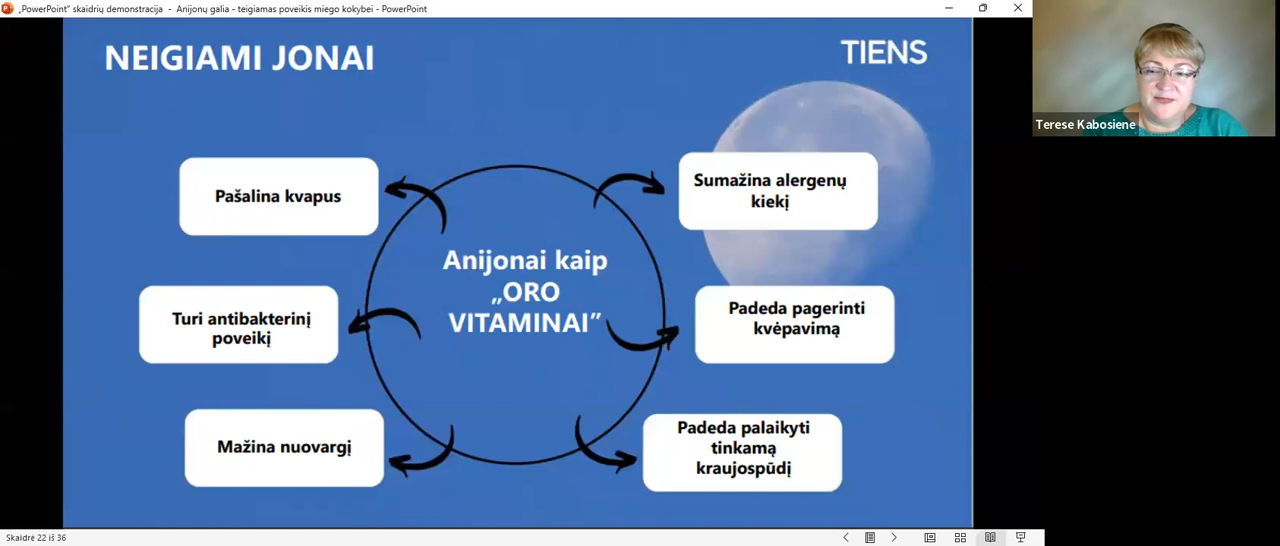 „PowerPoint” skaidrių demonstracija - Anijonų galia - teigiamas poveikis miego kokybei - PowerPoint
NEIGIAMI JONAI
TIENS
Terese Kabosiene
Pašalina kvapus
Sumažina alergenų
kiekį
Anijonai kaip
„ORO
VITAMINAI”
Turi antibakterinį
poveikį
Padeda pagerinti
kvėpavimą
Mažina nuovargį
Padeda palaikyti
tinkamą
kraujospūdį
Skaidrė 22 iš 36